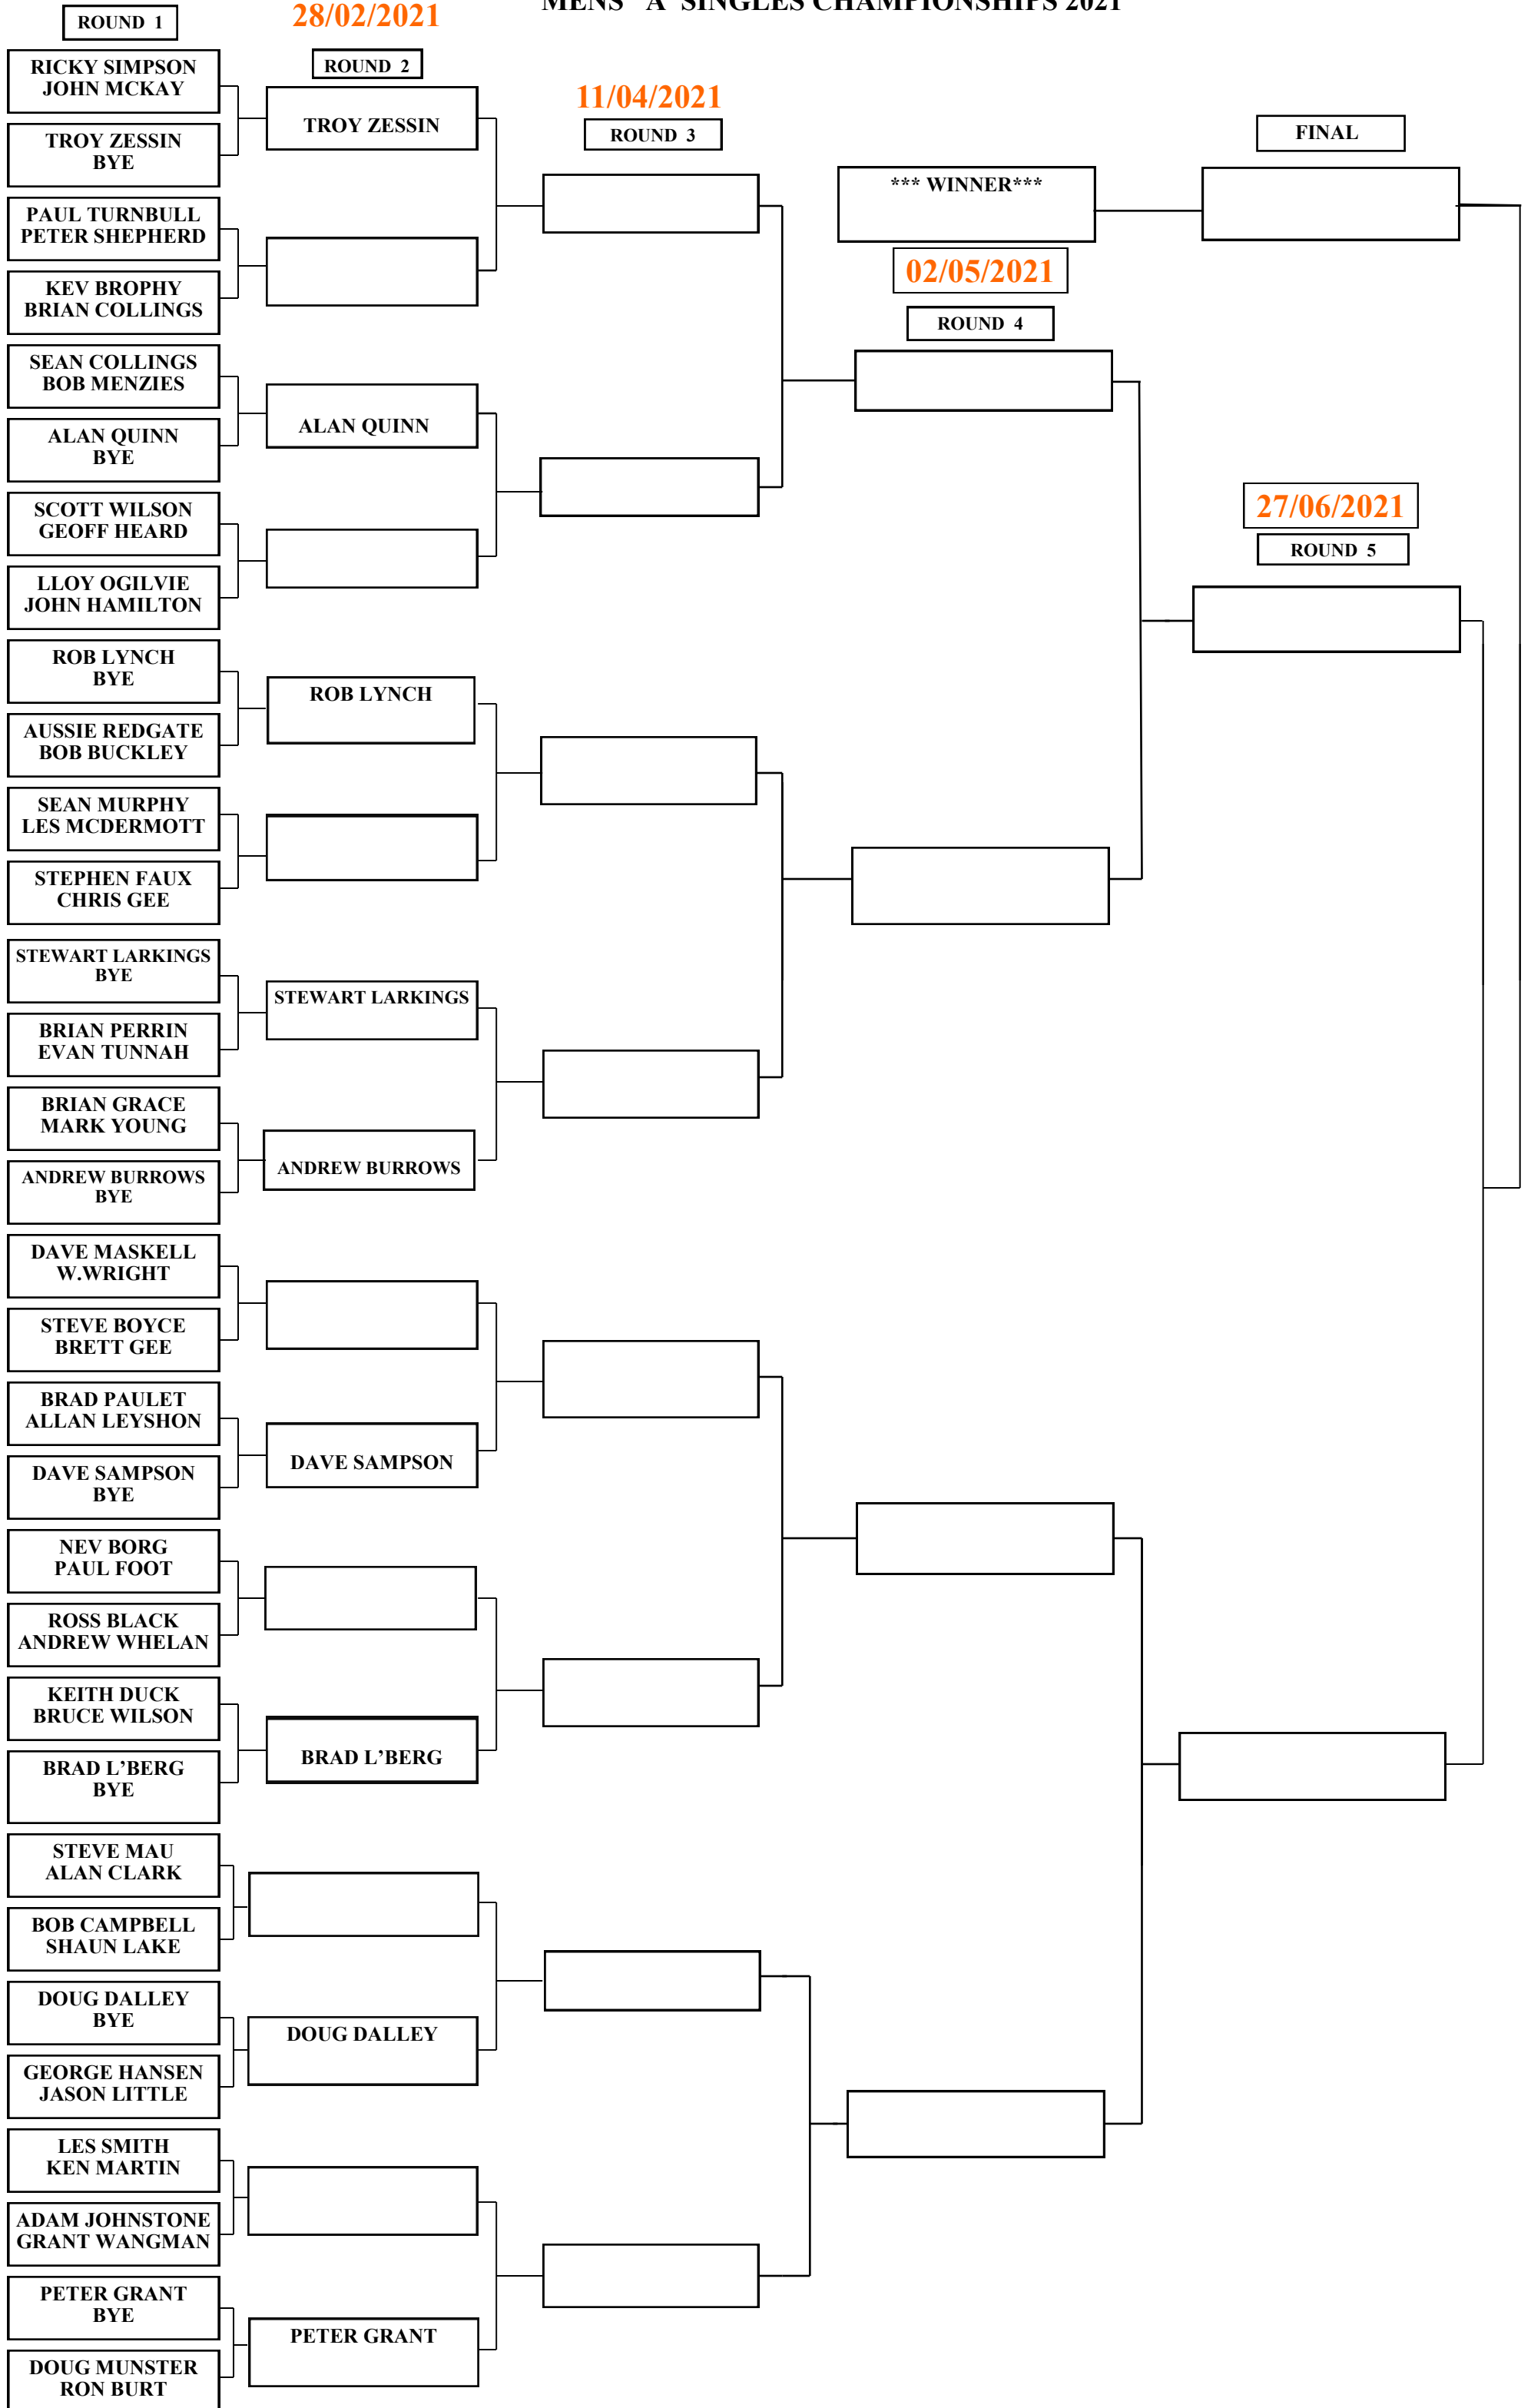 MENS "A" SINGLES CHAMPIONSHIPS 2021
ROUND 1
28/02/2021
ROUND 2
11/04/2021
ROUND 3
FINAL
*** WINNER***
02/05/2021
ROUND 4
27/06/2021
ROUND 5
RICKY SIMPSON
JOHN MCKAY
TROY ZESSIN
BYE
PAUL TURNBULL
PETER SHEPHERD
KEV BROPHY
BRIAN COLLINGS
SEAN COLLINGS
BOB MENZIES
ALAN QUINN
BYE
SCOTT WILSON
GEOFF HEARD
LLOY OGILVIE
JOHN HAMILTON
ROB LYNCH
BYE
AUSSIE REDGATE
BOB BUCKLEY
SEAN MURPHY
LES MCDERMOTT
STEPHEN FAUX
CHRIS GEE
STEWART LARKINGS
BYE
BRIAN PERRIN
EVAN TUNNAH
BRIAN GRACE
MARK YOUNG
ANDREW BURROWS
BYE
DAVE MASKELL
W.WRIGHT
STEVE BOYCE
BRETT GEE
BRAD PAULET
ALLAN LEYSHON
DAVE SAMPSON
BYE
NEV BORG
PAUL FOOT
ROSS BLACK
ANDREW WHELAN
KEITH DUCK
BRUCE WILSON
BRAD L’BERG
BYE
STEVE MAU
ALAN CLARK
BOB CAMPBELL
SHAUN LAKE
DOUG DALLEY
BYE
GEORGE HANSEN
JASON LITTLE
LES SMITH
KEN MARTIN
ADAM JOHNSTONE
GRANT WANGMAN
PETER GRANT
BYE
DOUG MUNSTER
RON BURT
TROY ZESSIN
ALAN QUINN
ROB LYNCH
STEWART LARKINGS
ANDREW BURROWS
DAVE SAMPSON
BRAD L’BERG
DOUG DALLEY
PETER GRANT